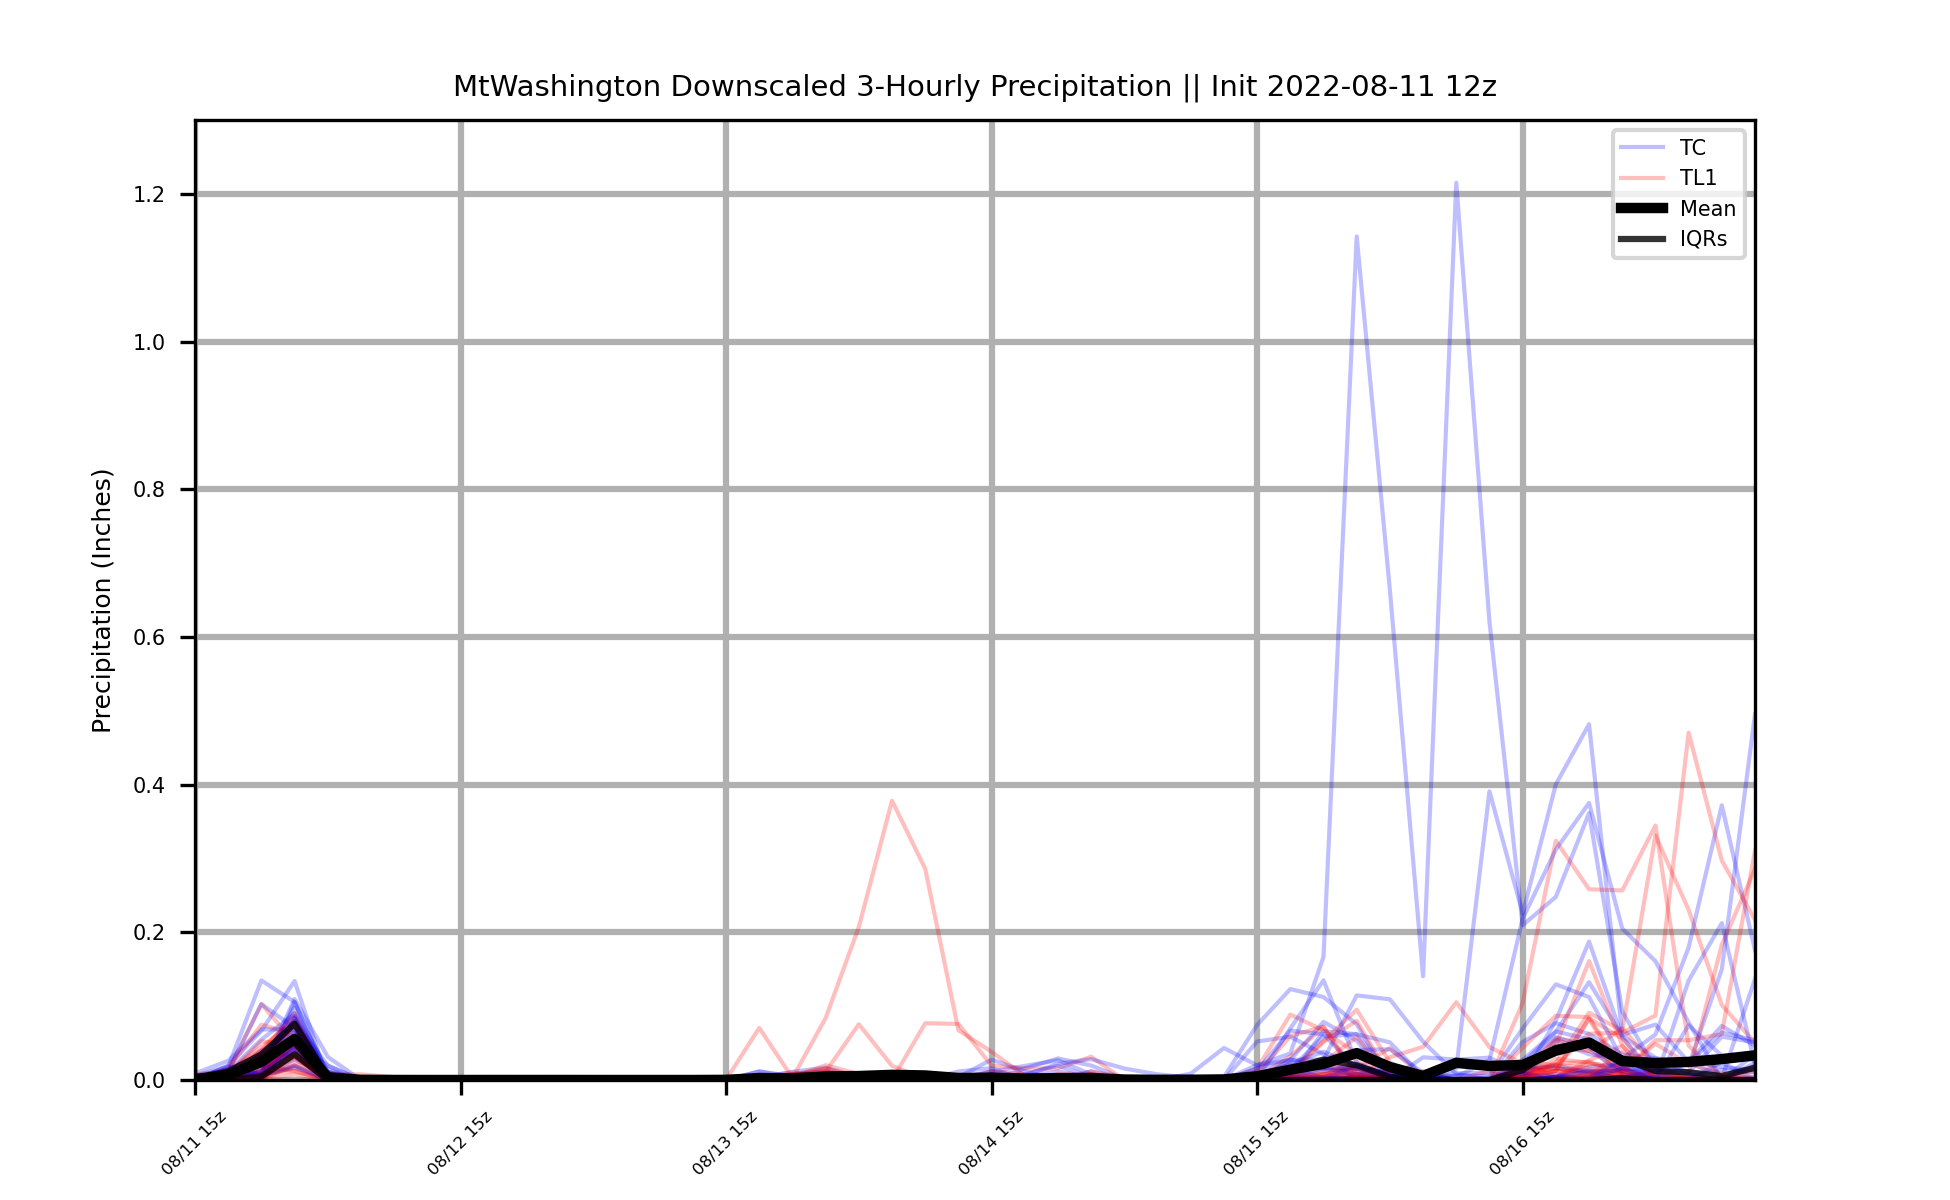 MtWashington Downscaled 3-Hourly Precipitation || Init 2022-08-11 12z
TC
TL1
Mean
IQRs
Precipitation (Inches)
1.2
1.0
0.8
0.6
0.4
0.2
0.0
08/11 15z
08/12 15z
08/13 15z
08/14 15z
08/15 15z
08/16 15z